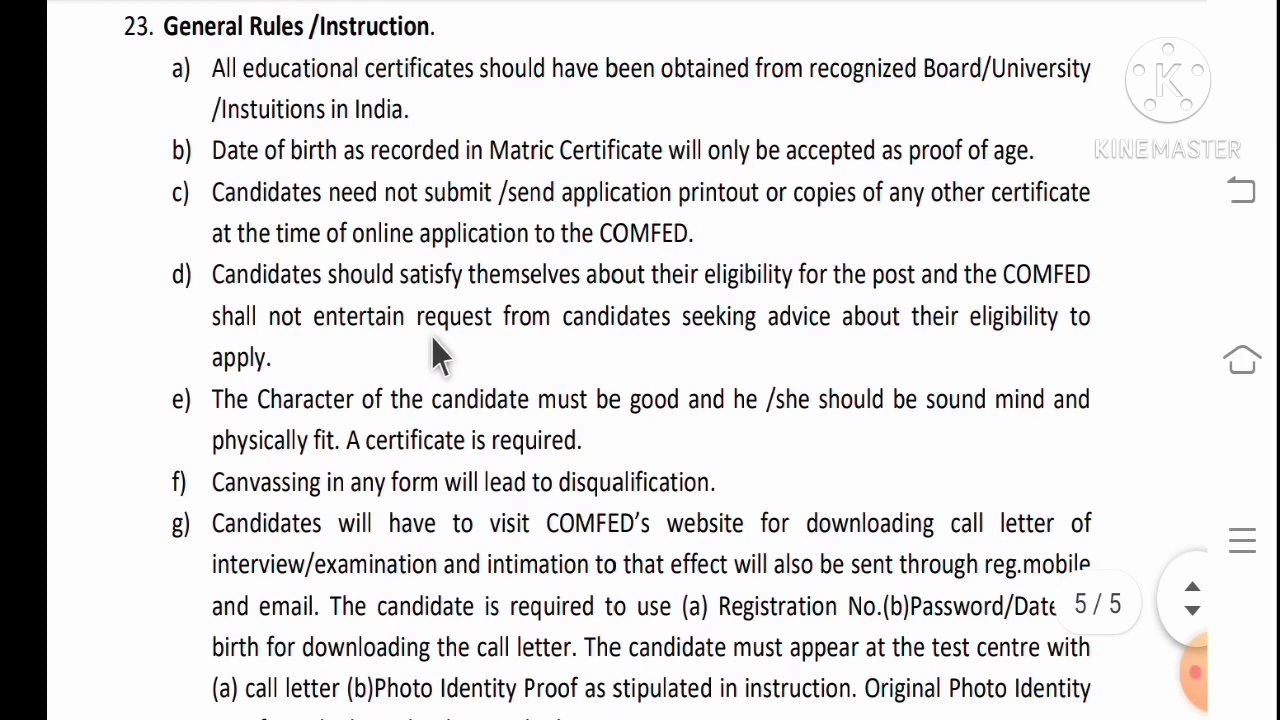 23. General Rules /Instruction.
a) All educational certificates should have been obtained from recognized Board/University
/Instuitions in India.
b) Date of birth as recorded in Matric Certificate will only be accepted as proof of age.
c) Candidates need not submit /send application printout or copies of any other certificate
at the time of online application to the COMFED.
d) Candidates should satisfy themselves about their eligibility for the post and the COMFED
shall not entertain request from candidates seeking advice about their eligibility to
apply.
e) The Character of the candidate must be good and he /she should be sound mind and
physically fit. A certificate is required.
f) Canvassing in any form will lead to disqualification.
g) Candidates will have to visit COMFED's website for downloading call letter of
interview/examination and intimation to that effect will also be sent through reg.mobile
and email. The candidate is required to use (a) Registration No.(b)Password/Date
birth for downloading the call letter. The candidate must appear at the test centre with
(a) call letter (b)Photo Identity Proof as stipulated in instruction. Original Photo Identity
K
KINEMASTER
5 / 5